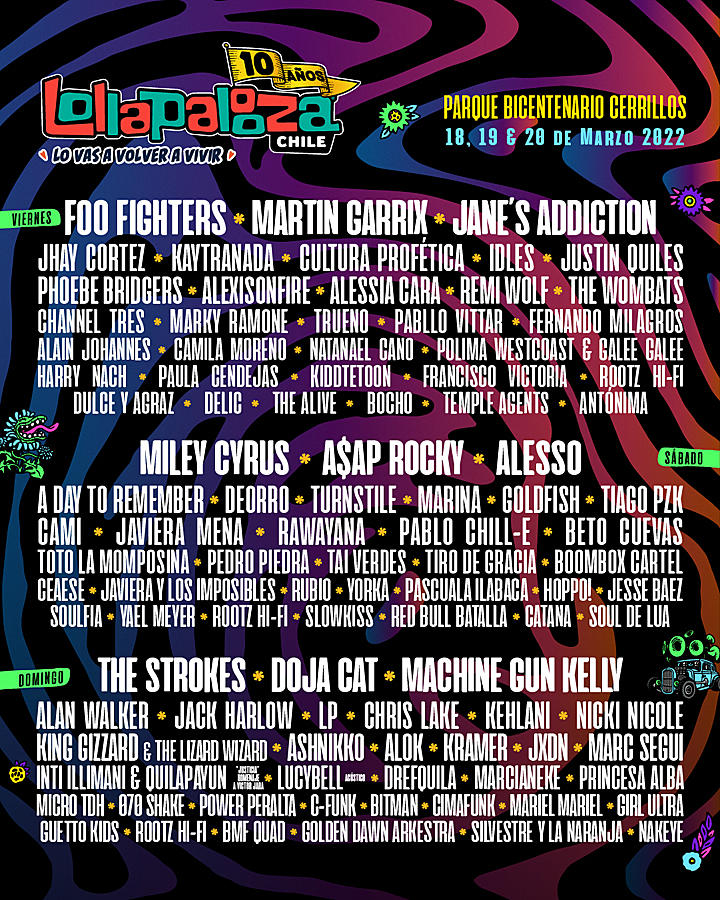 10 AÑOS
Lollapalooza
CHILE
LO VAS A VOLVER A VIVIR
PARQUE BICENTENARIO CERRILLOS
18, 19 & 20 DE MARZO 2022
VIERNES
FOO FIGHTERS * MARTIN GARRIX * JANE'S ADDICTION
JHAY CORTEZ * KAYTRANADA * CULTURA PROFÉTICA * IDLES * JUSTIN QUILES
PHOEBE BRIDGERS * ALEXISONFIRE * ALESSIA CARA * REMI WOLF * THE WOMBATS
CHANNEL TRES * MARKY RAMONE * TRUENO * PABLLO VITTAR * FERNANDO MILAGROS
ALAIN JOHANNES * CAMILA MORENO * NATANAEL CANO * POLIMA WESTCOAST & GALEE GALEE
HARRY NACH * PAULA CENDEJAS * KIDDTETOON * FRANCISCO VICTORIA * ROOTZ HI-FI
DULCE Y AGRAZ * DELIC * THE ALIVE * BOCHO * TEMPLE AGENTS * ANTÓNIMA
SÁBADO
MILEY CYRUS * A$AP ROCKY * ALESSO
A DAY TO REMEMBER * DEORRO * TURNSTILE * MARINA * GOLDFISH * TIAGO PZK
CAMI * JAVIERA MENA * RAWAYANA * PABLO CHILL-E * BETO CUEVAS
TOTO LA MOMPOSINA * PEDRO PIEDRA * TAI VERDES * TIRO DE GRACIA * BOOMBOX CARTEL
CEAESE * JAVIERA Y LOS IMPOSIBLES * RUBIO * YORKA * PASCUALA ILABACA * HOPPO! * JESSE BAEZ
SOULFIA * YAEL MEYER * ROOTZ HI-FI * SLOWKISS * RED BULL BATALLA * CATANA * SOUL DE LUA
DOMINGO
THE STROKES * DOJA CAT * MACHINE GUN KELLY
ALAN WALKER * JACK HARLOW * LP * CHRIS LAKE * KEHLANI * NICKI NICOLE
KING GIZZARD & THE LIZARD WIZARD * ASHNIKKO * ALOK * KRAMER * JXDN * MARC SEGUI
INTI ILLIMANI & QUILAPAYUN "JUSTICIA" HOMENAJE A VICTOR JARA * LUCYBELL ACÚSTICO * DREFQUILA * MARCIANEKE * PRINCESA ALBA
MICRO TDH * 070 SHAKE * POWER PERALTA * C-FUNK * BITMAN * CIMAFUNK * MARIEL MARIEL * GIRL ULTRA
GUETTO KIDS * ROOTZ HI-FI * BMF QUAD * GOLDEN DAWN ARKESTRA * SILVESTRE Y LA NARANJA * NAKEYE